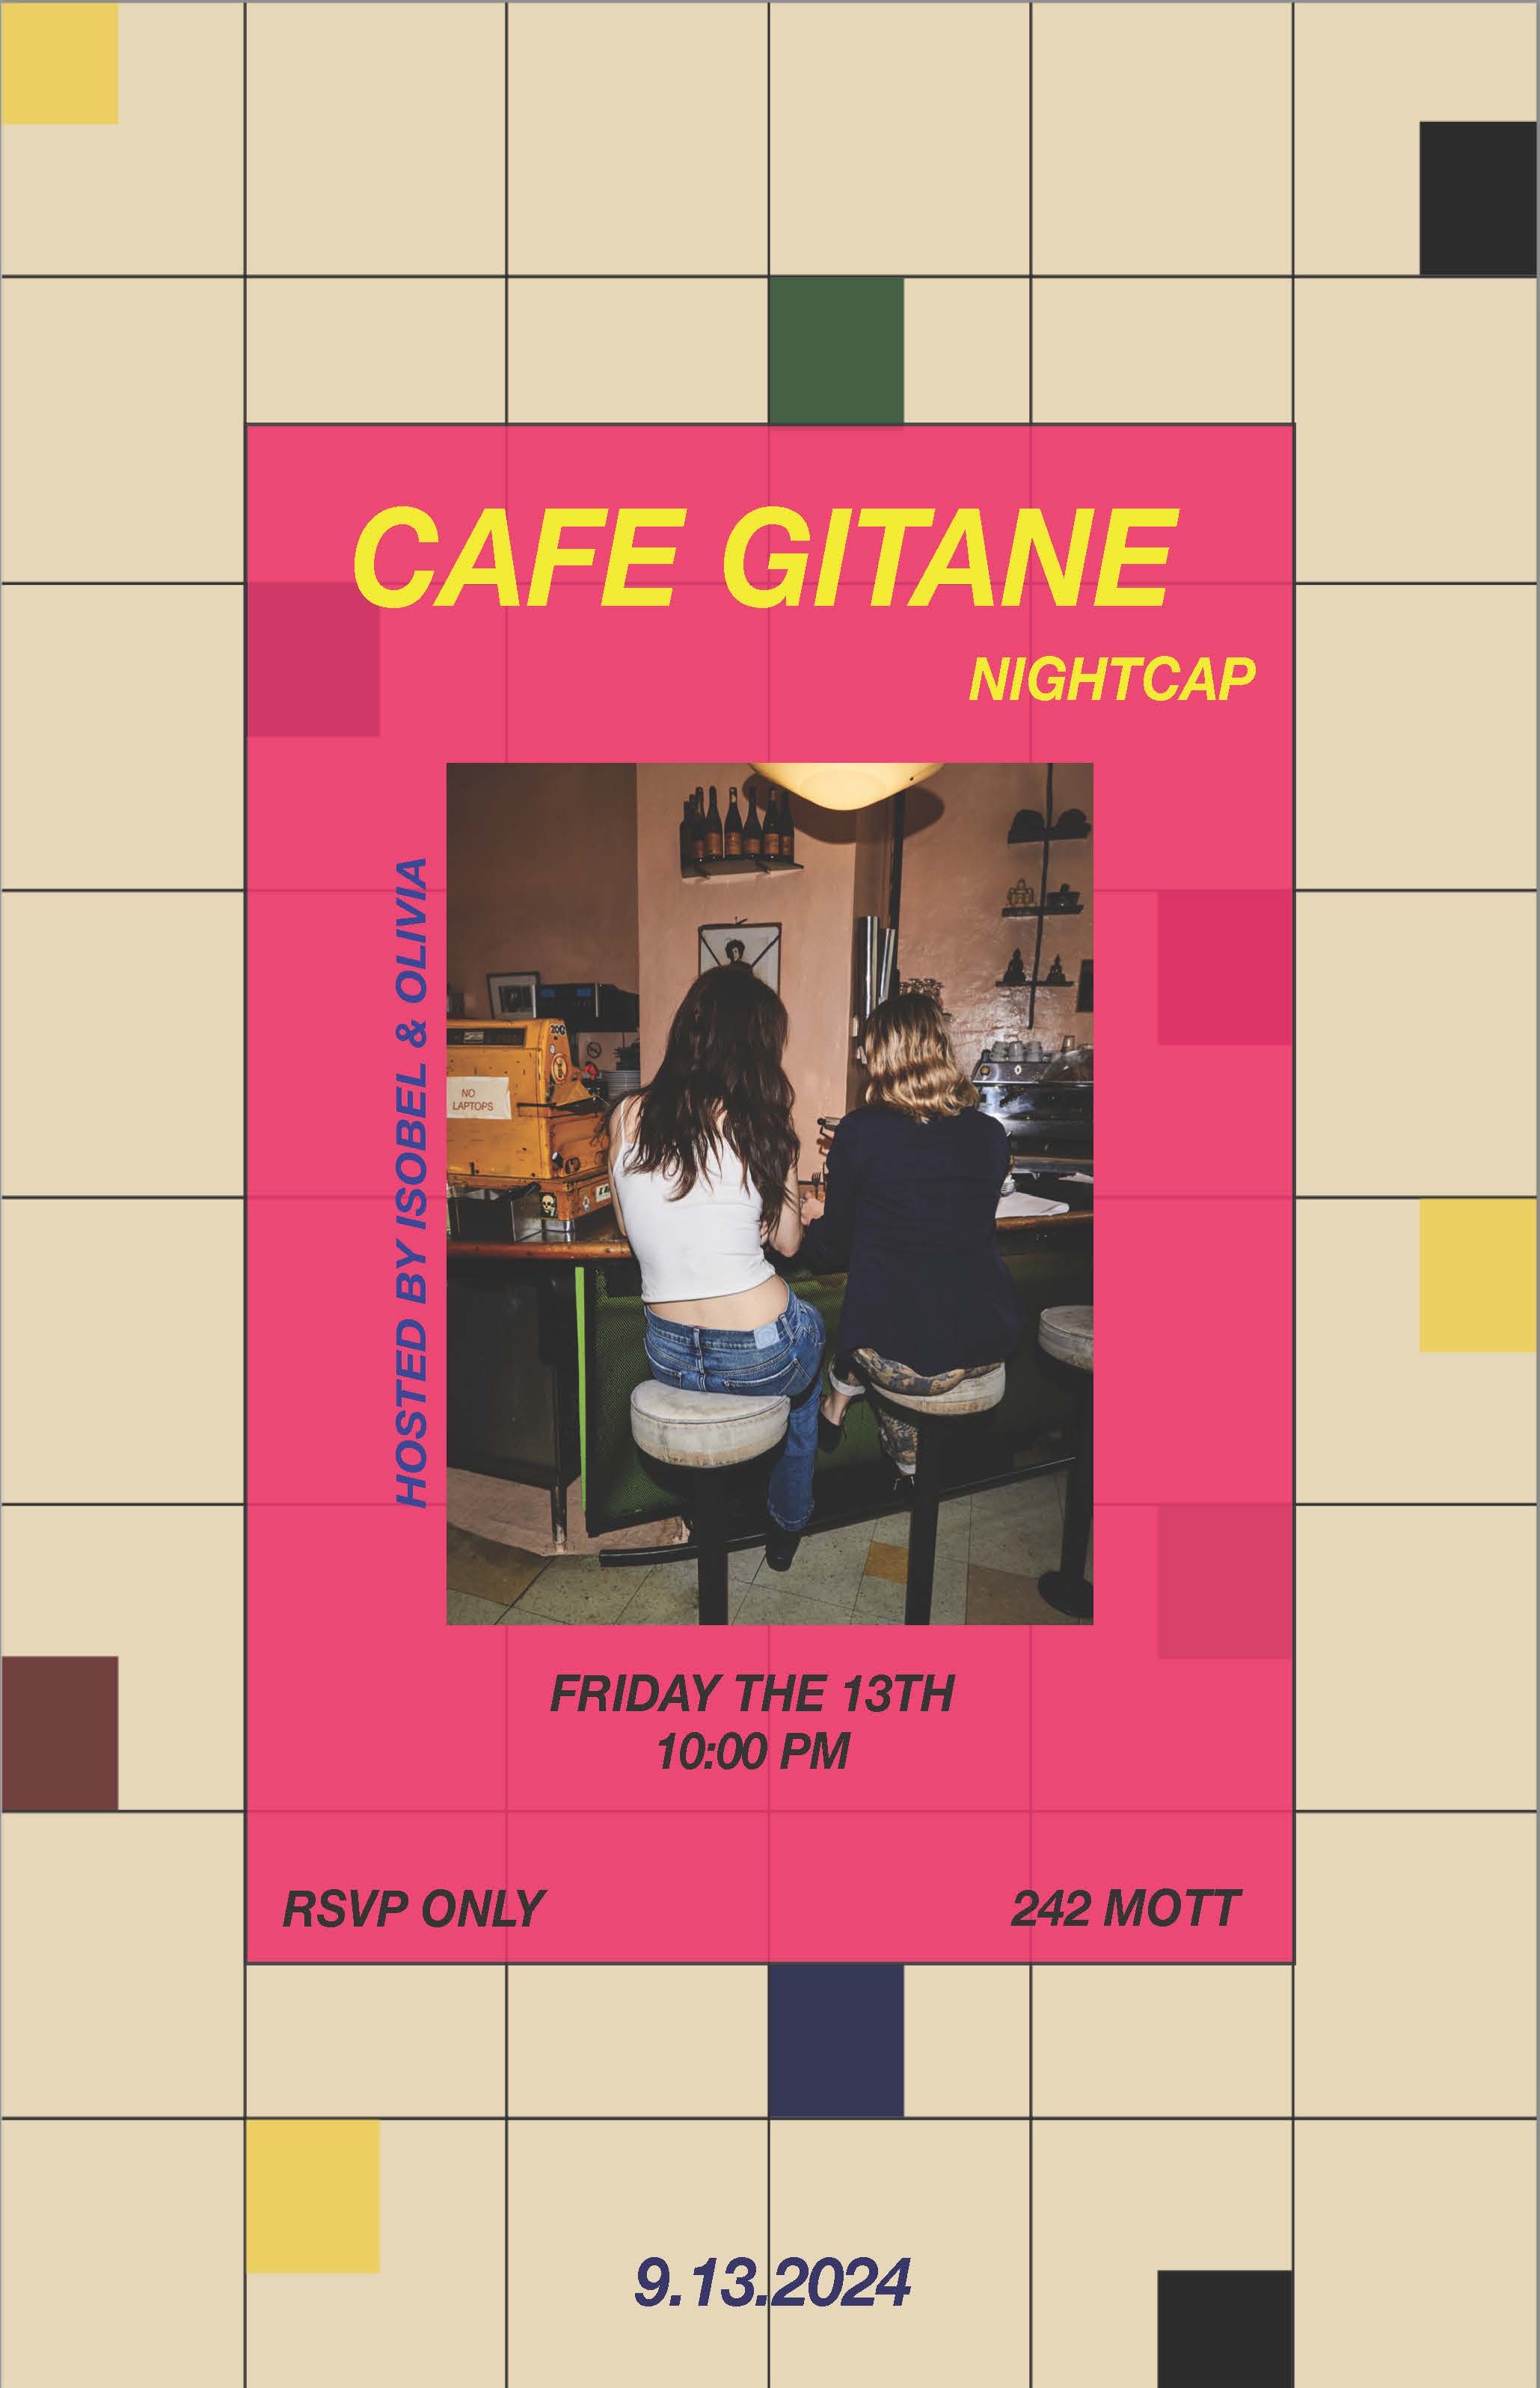 CAFE GITANE
NIGHTCAP
HOSTED BY ISOBEL & OLIVIA
ZOG
NO
LAPTOPS
FRIDAY THE 13TH
10:00 PM
RSVP ONLY
242 MOTT
9.13.2024